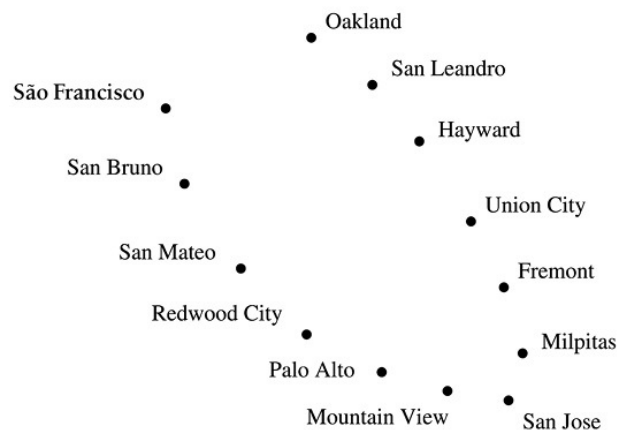 Oakland
San Leandro
São Francisco
Hayward
San Bruno
Union City
San Mateo
Fremont
Redwood City
Milpitas
Palo Alto
Mountain View
San Jose